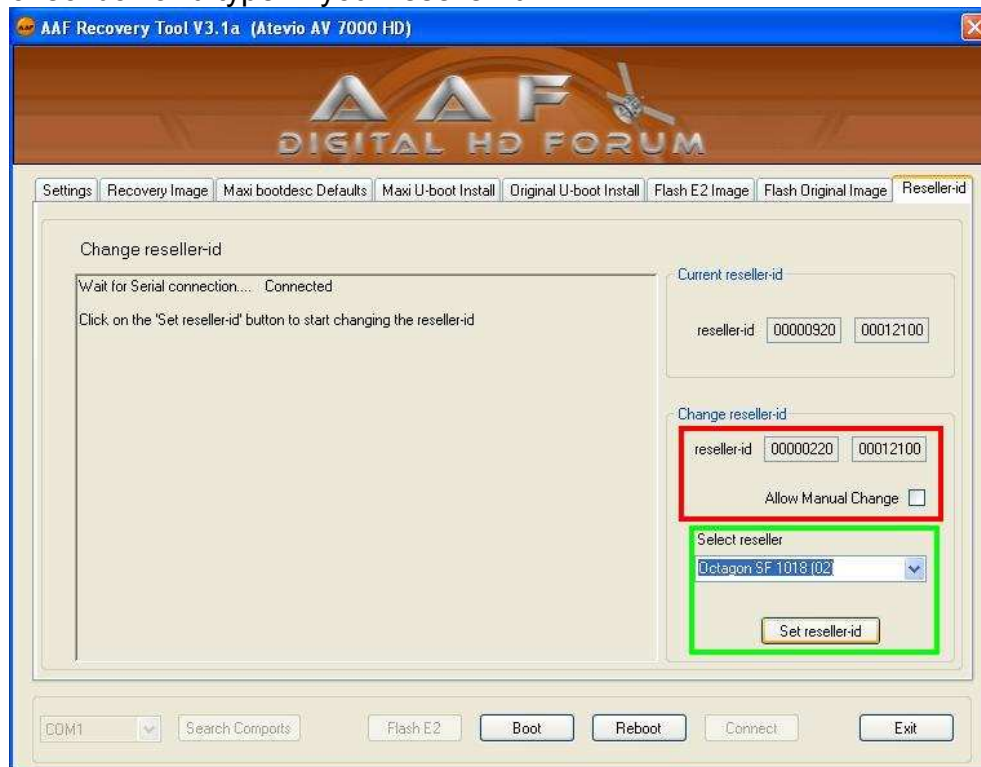 AAF Recovery Tool V3.1a (Atevio AV 7000 HD)
AAF
DIGITAL HD FORUM
Settings Recovery Image Maxi bootdesc Defaults Maxi U-boot Install Original U-boot Install Flash E2 Image Flash Original Image Reseller-id
Change reseller-id
Wait for Serial connection.... Connected
Click on the 'Set reseller-id' button to start changing the reseller-id
Current reseller-id
reseller-id 00000920 00012100
Change reseller-id
reseller-id 00000220 00012100
Allow Manual Change
Select reseller
Octagon SF 1018 (02)
Set reseller-id
COM1 Search Comports Flash E2 Boot Reboot Connect Exit